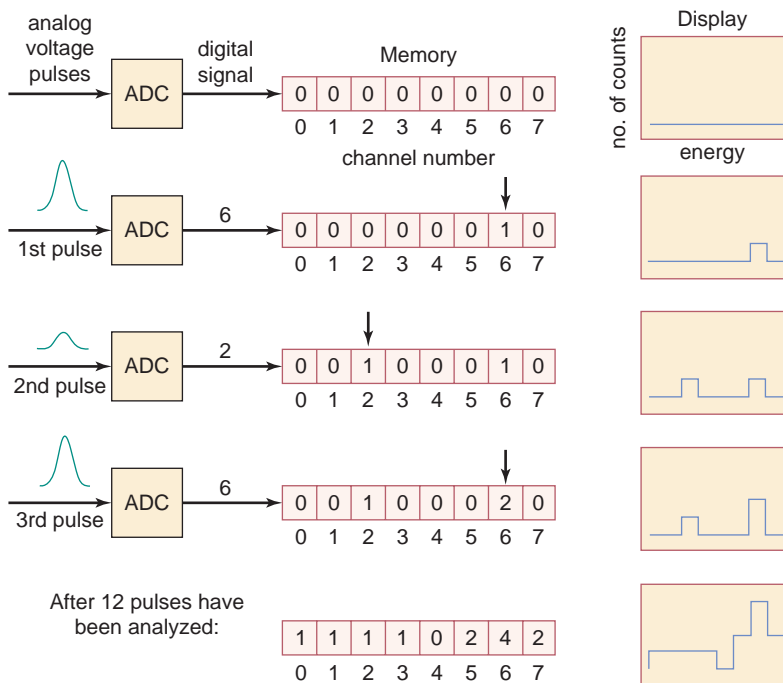 analog
voltage
pulses
ADC
digital
signal
Memory
0 0 0 0 0 0 0 0
0 1 2 3 4 5 6 7
channel number
Display
no. of counts
energy
1st pulse
ADC
6
0 0 0 0 0 0 1 0
0 1 2 3 4 5 6 7
2nd pulse
ADC
2
0 0 1 0 0 0 1 0
0 1 2 3 4 5 6 7
3rd pulse
ADC
6
0 0 1 0 0 0 2 0
0 1 2 3 4 5 6 7
After 12 pulses have
been analyzed:
1 1 1 1 0 2 4 2
0 1 2 3 4 5 6 7